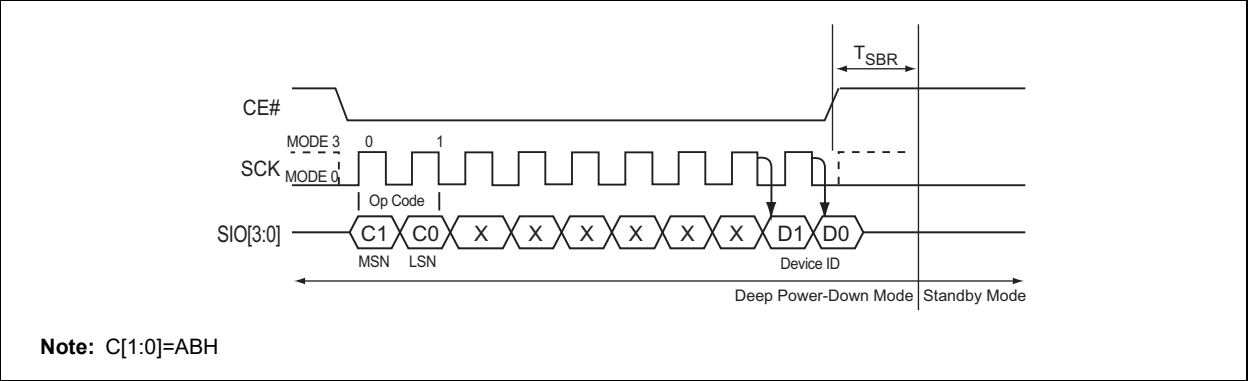 TSBR
CE#
MODE 3 0 1
SCK
MODE 0
Op Code
SIO[3:0] C1 C0 X X X X X X D1 D0
MSN LSN Device ID
Deep Power-Down Mode Standby Mode
Note: C[1:0]=ABH